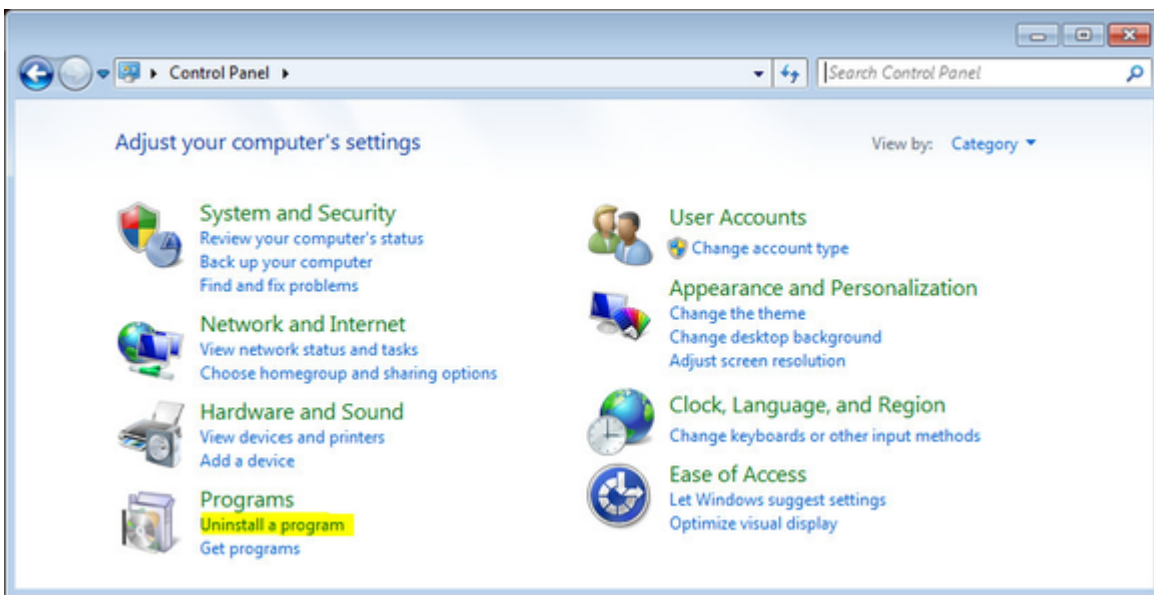 Control Panel
Search Control Panel
Adjust your computer's settings
View by: Category
System and Security
Review your computer's status
Back up your computer
Find and fix problems
Network and Internet
View network status and tasks
Choose homegroup and sharing options
Hardware and Sound
View devices and printers
Add a device
Programs
Uninstall a program
Get programs
User Accounts
Change account type
Appearance and Personalization
Change the theme
Change desktop background
Adjust screen resolution
Clock, Language, and Region
Change keyboards or other input methods
Ease of Access
Let Windows suggest settings
Optimize visual display